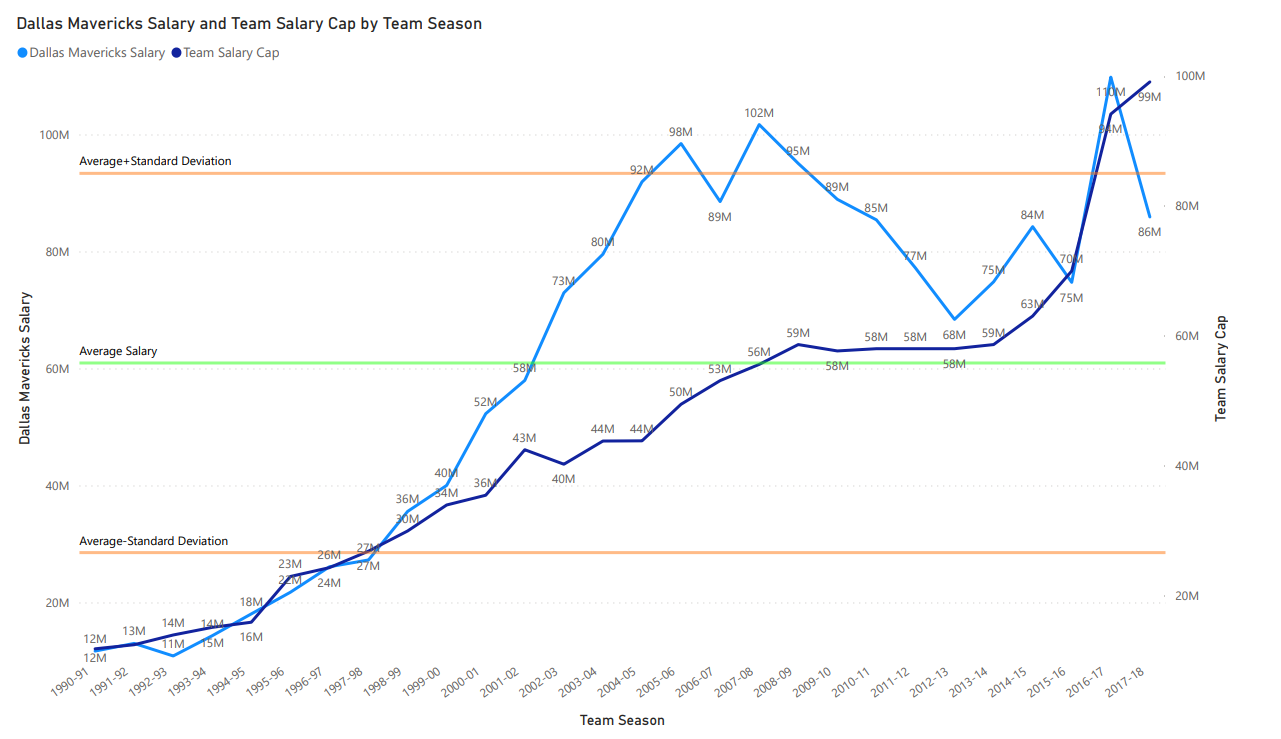 Dallas Mavericks Salary and Team Salary Cap by Team Season
Dallas Mavericks Salary Team Salary Cap
Dallas Mavericks Salary
100M
80M
60M
40M
20M
Average+Standard Deviation
Average Salary
Average-Standard Deviation
12M
12M
13M
14M
11M
14M
15M
18M
16M
23M
22M
26M
24M
27M
27M
36M
30M
40M
34M
52M
36M
58M
43M
73M
40M
80M
44M
92M
44M
98M
50M
89M
53M
102M
56M
95M
59M
89M
58M
85M
58M
77M
58M
68M
58M
75M
59M
84M
63M
70M
75M
110M
94M
99M
86M
100M
80M
60M
40M
20M
Team Salary Cap
1990-91
1991-92
1992-93
1993-94
1994-95
1995-96
1996-97
1997-98
1998-99
1999-00
2000-01
2001-02
2002-03
2003-04
2004-05
2005-06
2006-07
2007-08
2008-09
2009-10
2010-11
2011-12
2012-13
2013-14
2014-15
2015-16
2016-17
2017-18
Team Season